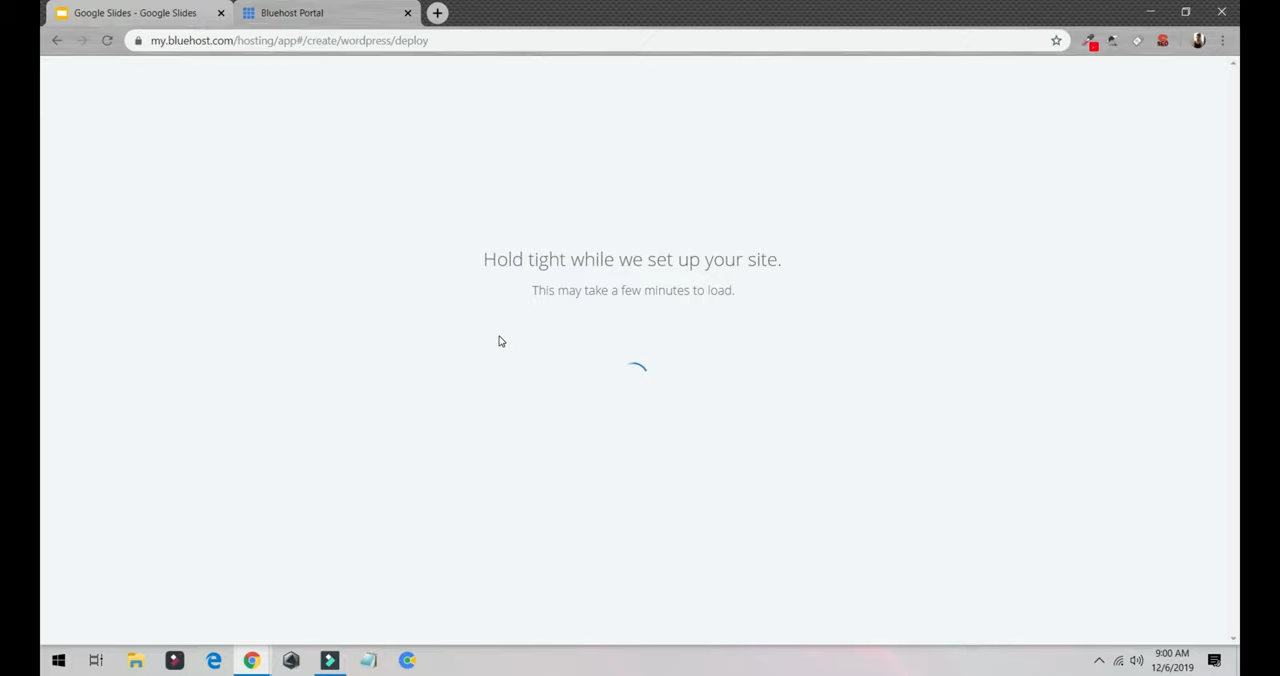 Google Slides - Google Slides
Bluehost Portal
my.bluehost.com/hosting/app#/create/wordpress/deploy
Hold tight while we set up your site.
This may take a few minutes to load.
9:00 AM
12/6/2019